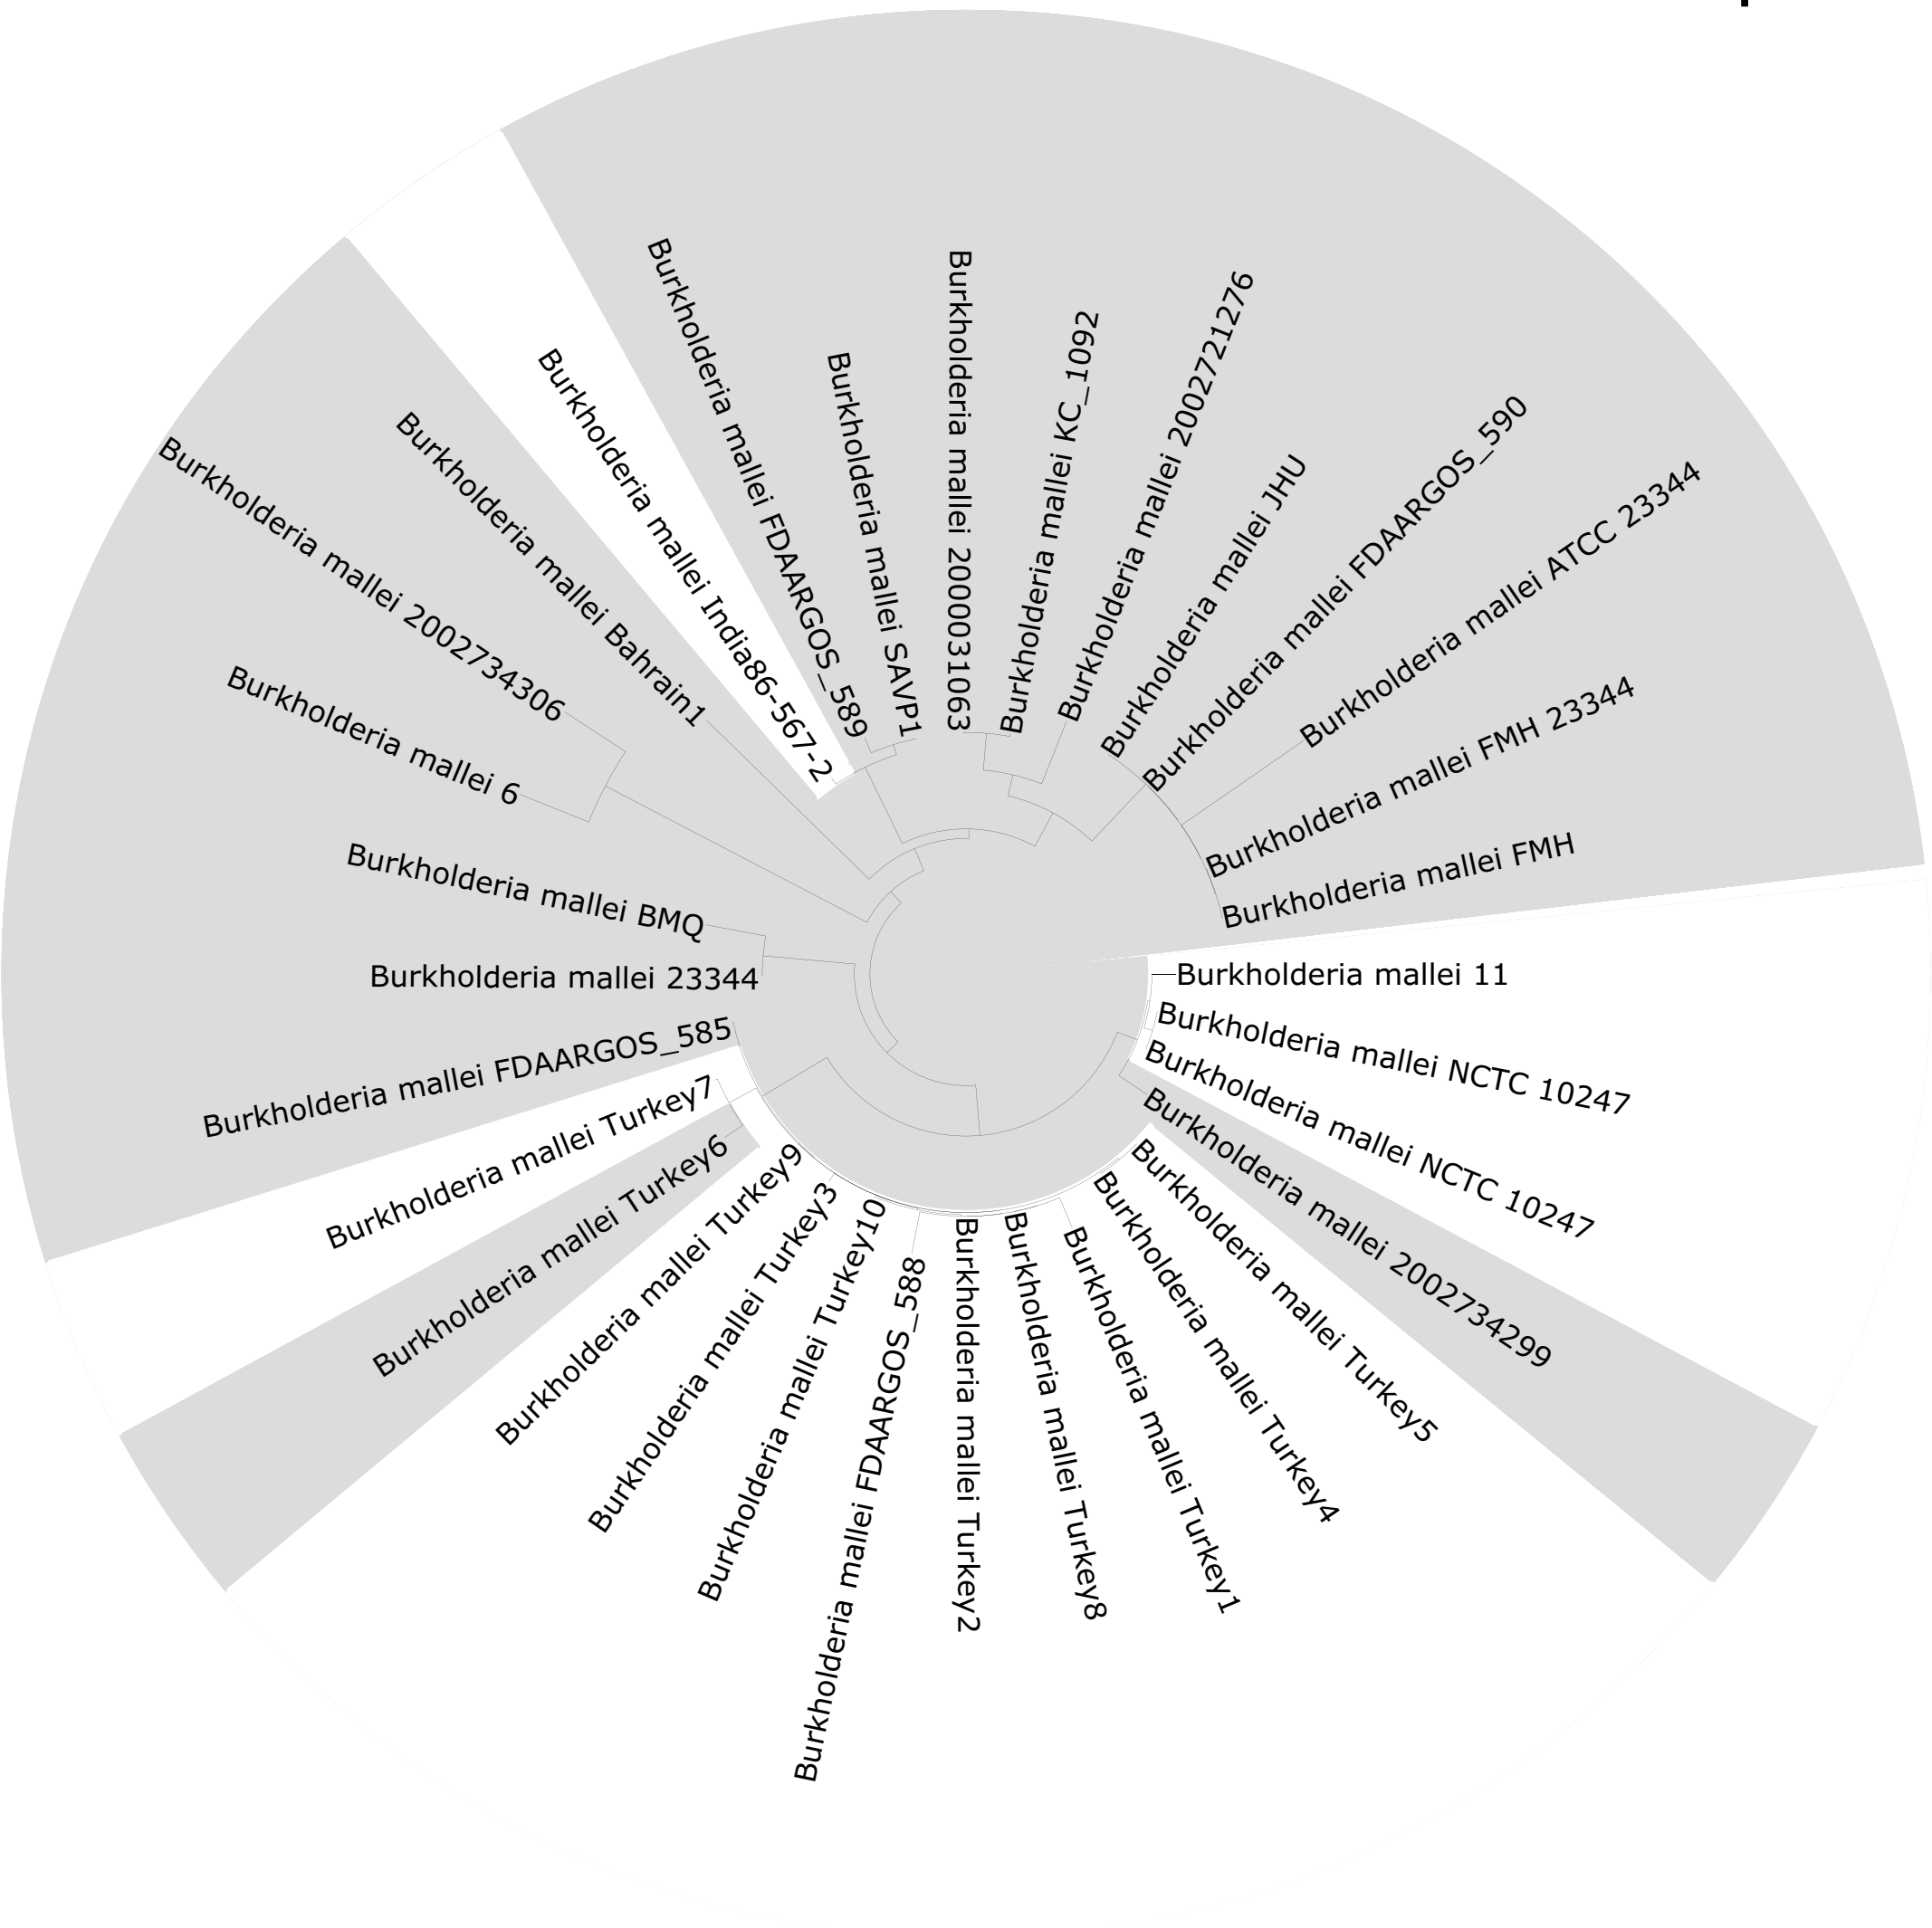 Burkholderia mallei FDAARGOS_589
Burkholderia mallei SAVP1
Burkholderia mallei 2000031063
Burkholderia mallei KC_1092
Burkholderia mallei 2002721276
Burkholderia mallei JHU
Burkholderia mallei FDAARGOS_590
Burkholderia mallei ATCC 23344
Burkholderia mallei FMH 23344
Burkholderia mallei FMH
Burkholderia mallei 11
Burkholderia mallei NCTC 10247
Burkholderia mallei NCTC 10247
Burkholderia mallei 2002734299
Burkholderia mallei Turkey5
Burkholderia mallei Turkey4
Burkholderia mallei Turkey1
Burkholderia mallei Turkey8
Burkholderia mallei Turkey2
Burkholderia mallei FDAARGOS_588
Burkholderia mallei Turkey10
Burkholderia mallei Turkey3
Burkholderia mallei Turkey9
Burkholderia mallei Turkey6
Burkholderia mallei Turkey7
Burkholderia mallei FDAARGOS_585
Burkholderia mallei 23344
Burkholderia mallei BMQ
Burkholderia mallei 6
Burkholderia mallei 2002734306
Burkholderia mallei Bahrain1
Burkholderia mallei India86-567-2